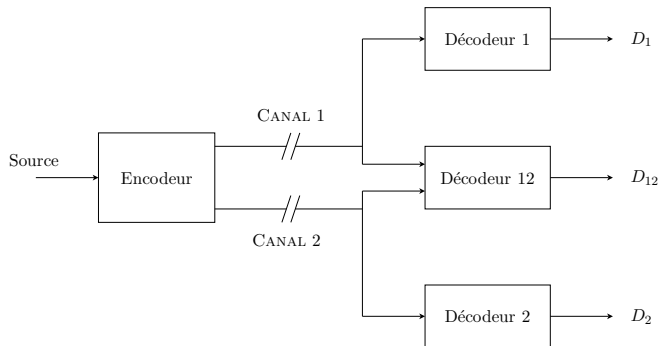 Décodeur 1
D1
CANAL 1
Source
Encodeur
Décodeur 12
D12
CANAL 2
Décodeur 2
D2